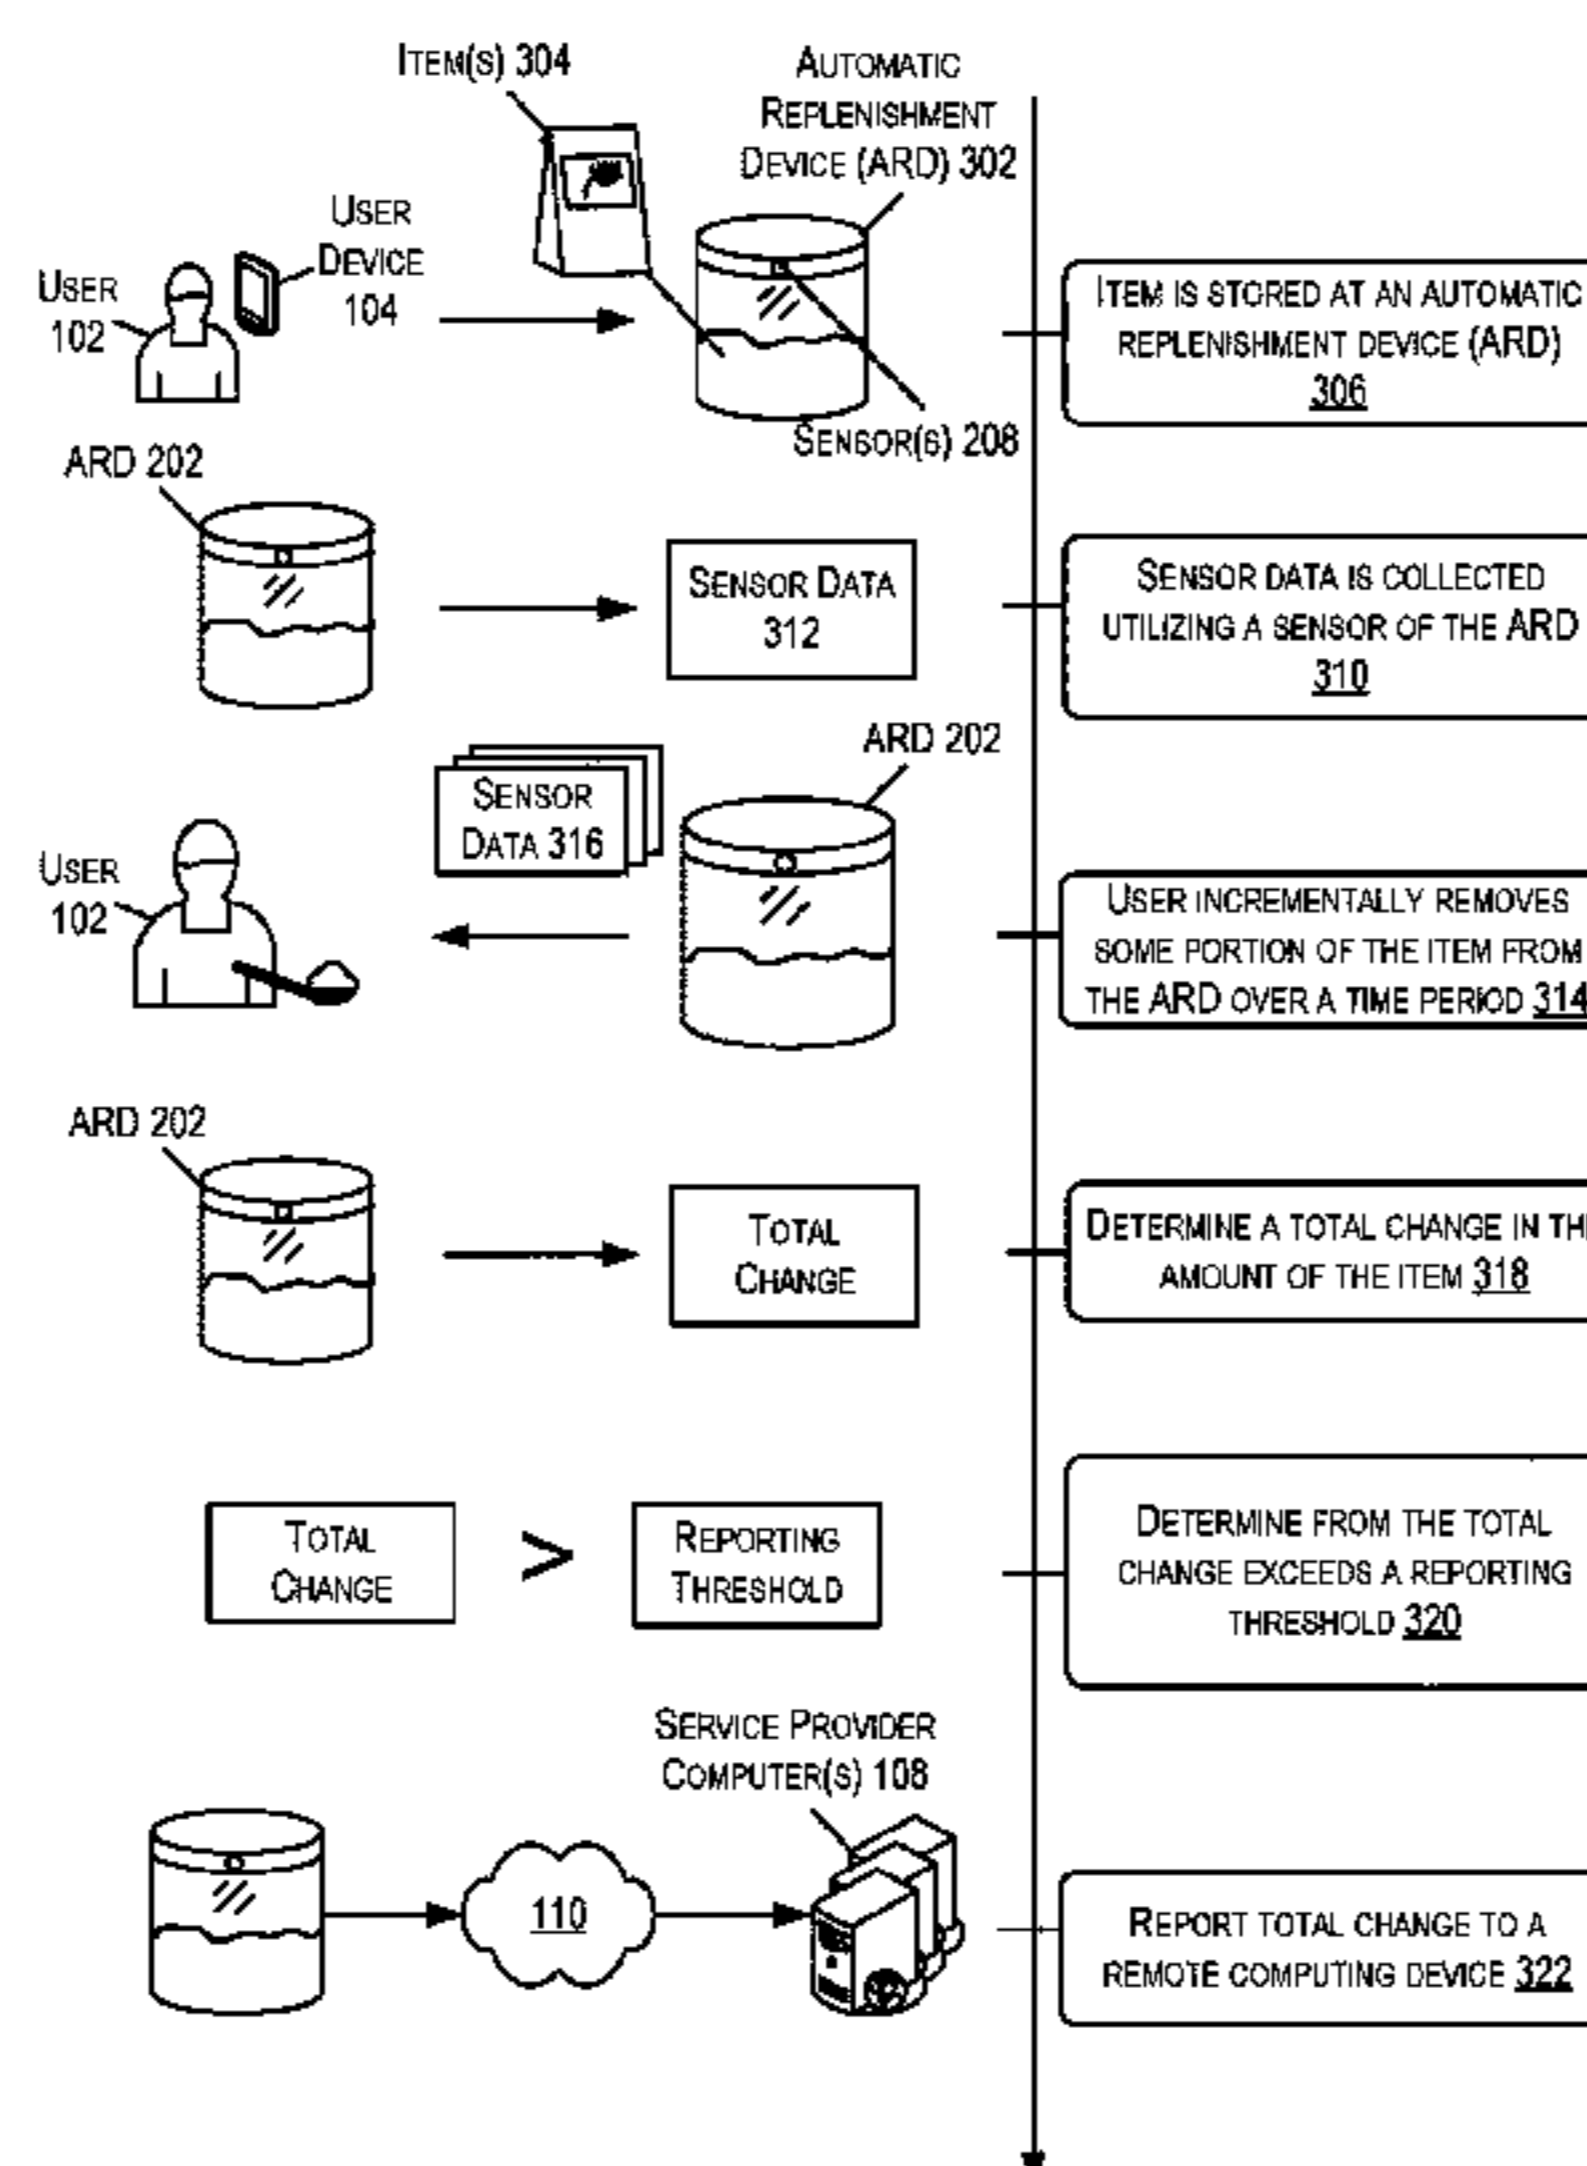 ITEM(S) 304
AUTOMATIC
REPLENISHMENT
DEVICE (ARD) 302
USER
DEVICE
104
USER
102
SENSOR(S) 208
ITEM IS STORED AT AN AUTOMATIC
REPLENISHMENT DEVICE (ARD)
306
ARD 202
SENSOR DATA
312
SENSOR DATA IS COLLECTED
UTILIZING A SENSOR OF THE ARD
310
ARD 202
SENSOR
DATA 316
USER
102
USER INCREMENTALLY REMOVES
SOME PORTION OF THE ITEM FROM
THE ARD OVER A TIME PERIOD 314
ARD 202
TOTAL
CHANGE
DETERMINE A TOTAL CHANGE IN THE
AMOUNT OF THE ITEM 318
TOTAL
CHANGE
>
REPORTING
THRESHOLD
DETERMINE FROM THE TOTAL
CHANGE EXCEEDS A REPORTING
THRESHOLD 320
SERVICE PROVIDER
COMPUTER(S) 108
110
REPORT TOTAL CHANGE TO A
REMOTE COMPUTING DEVICE 322